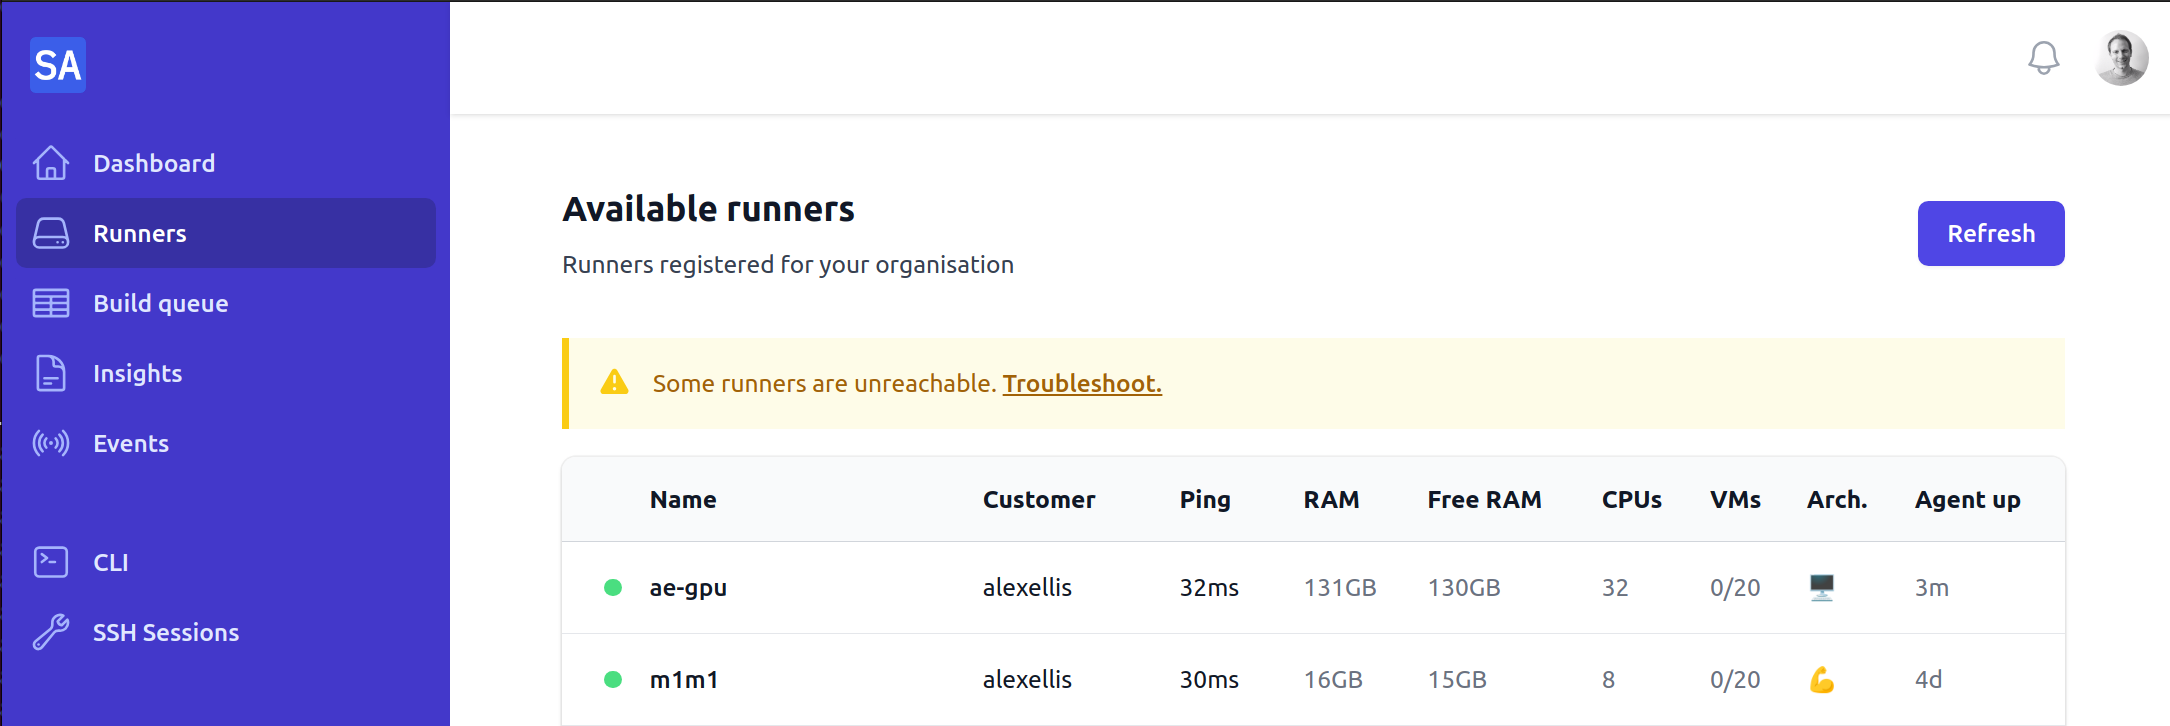 SA
Dashboard
Runners
Build queue
Insights
Events
CLI
SSH Sessions
Available runners
Runners registered for your organisation
Refresh
Some runners are unreachable. Troubleshoot.
Name Customer Ping RAM Free RAM CPUs VMs Arch. Agent up
ae-gpu alexellis 32ms 131GB 130GB 32 0/20 3m
m1m1 alexellis 30ms 16GB 15GB 8 0/20 4d